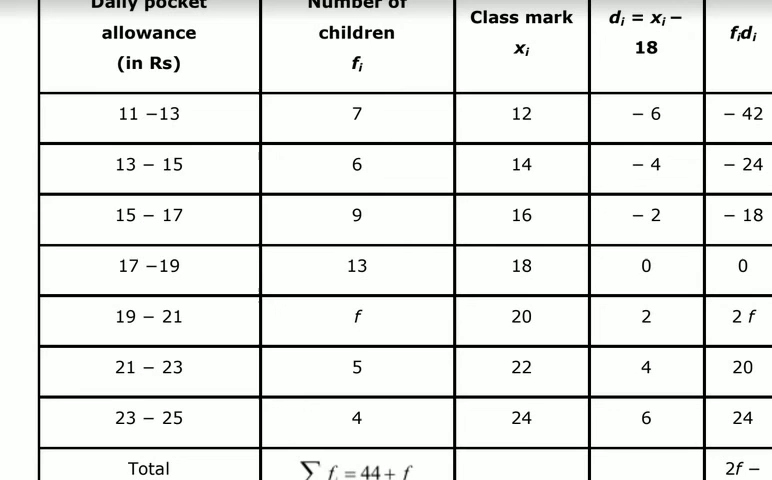 Daily pocket allowance (in Rs) Number of children fᵢ Class mark xᵢ dᵢ = xᵢ – 18 fᵢdᵢ
11 –13 7 12 – 6 – 42
13 – 15 6 14 – 4 – 24
15 – 17 9 16 – 2 – 18
17 –19 13 18 0 0
19 – 21 f 20 2 2 f
21 – 23 5 22 4 20
23 – 25 4 24 6 24
Total ∑ fᵢ = 44 + f 2f –